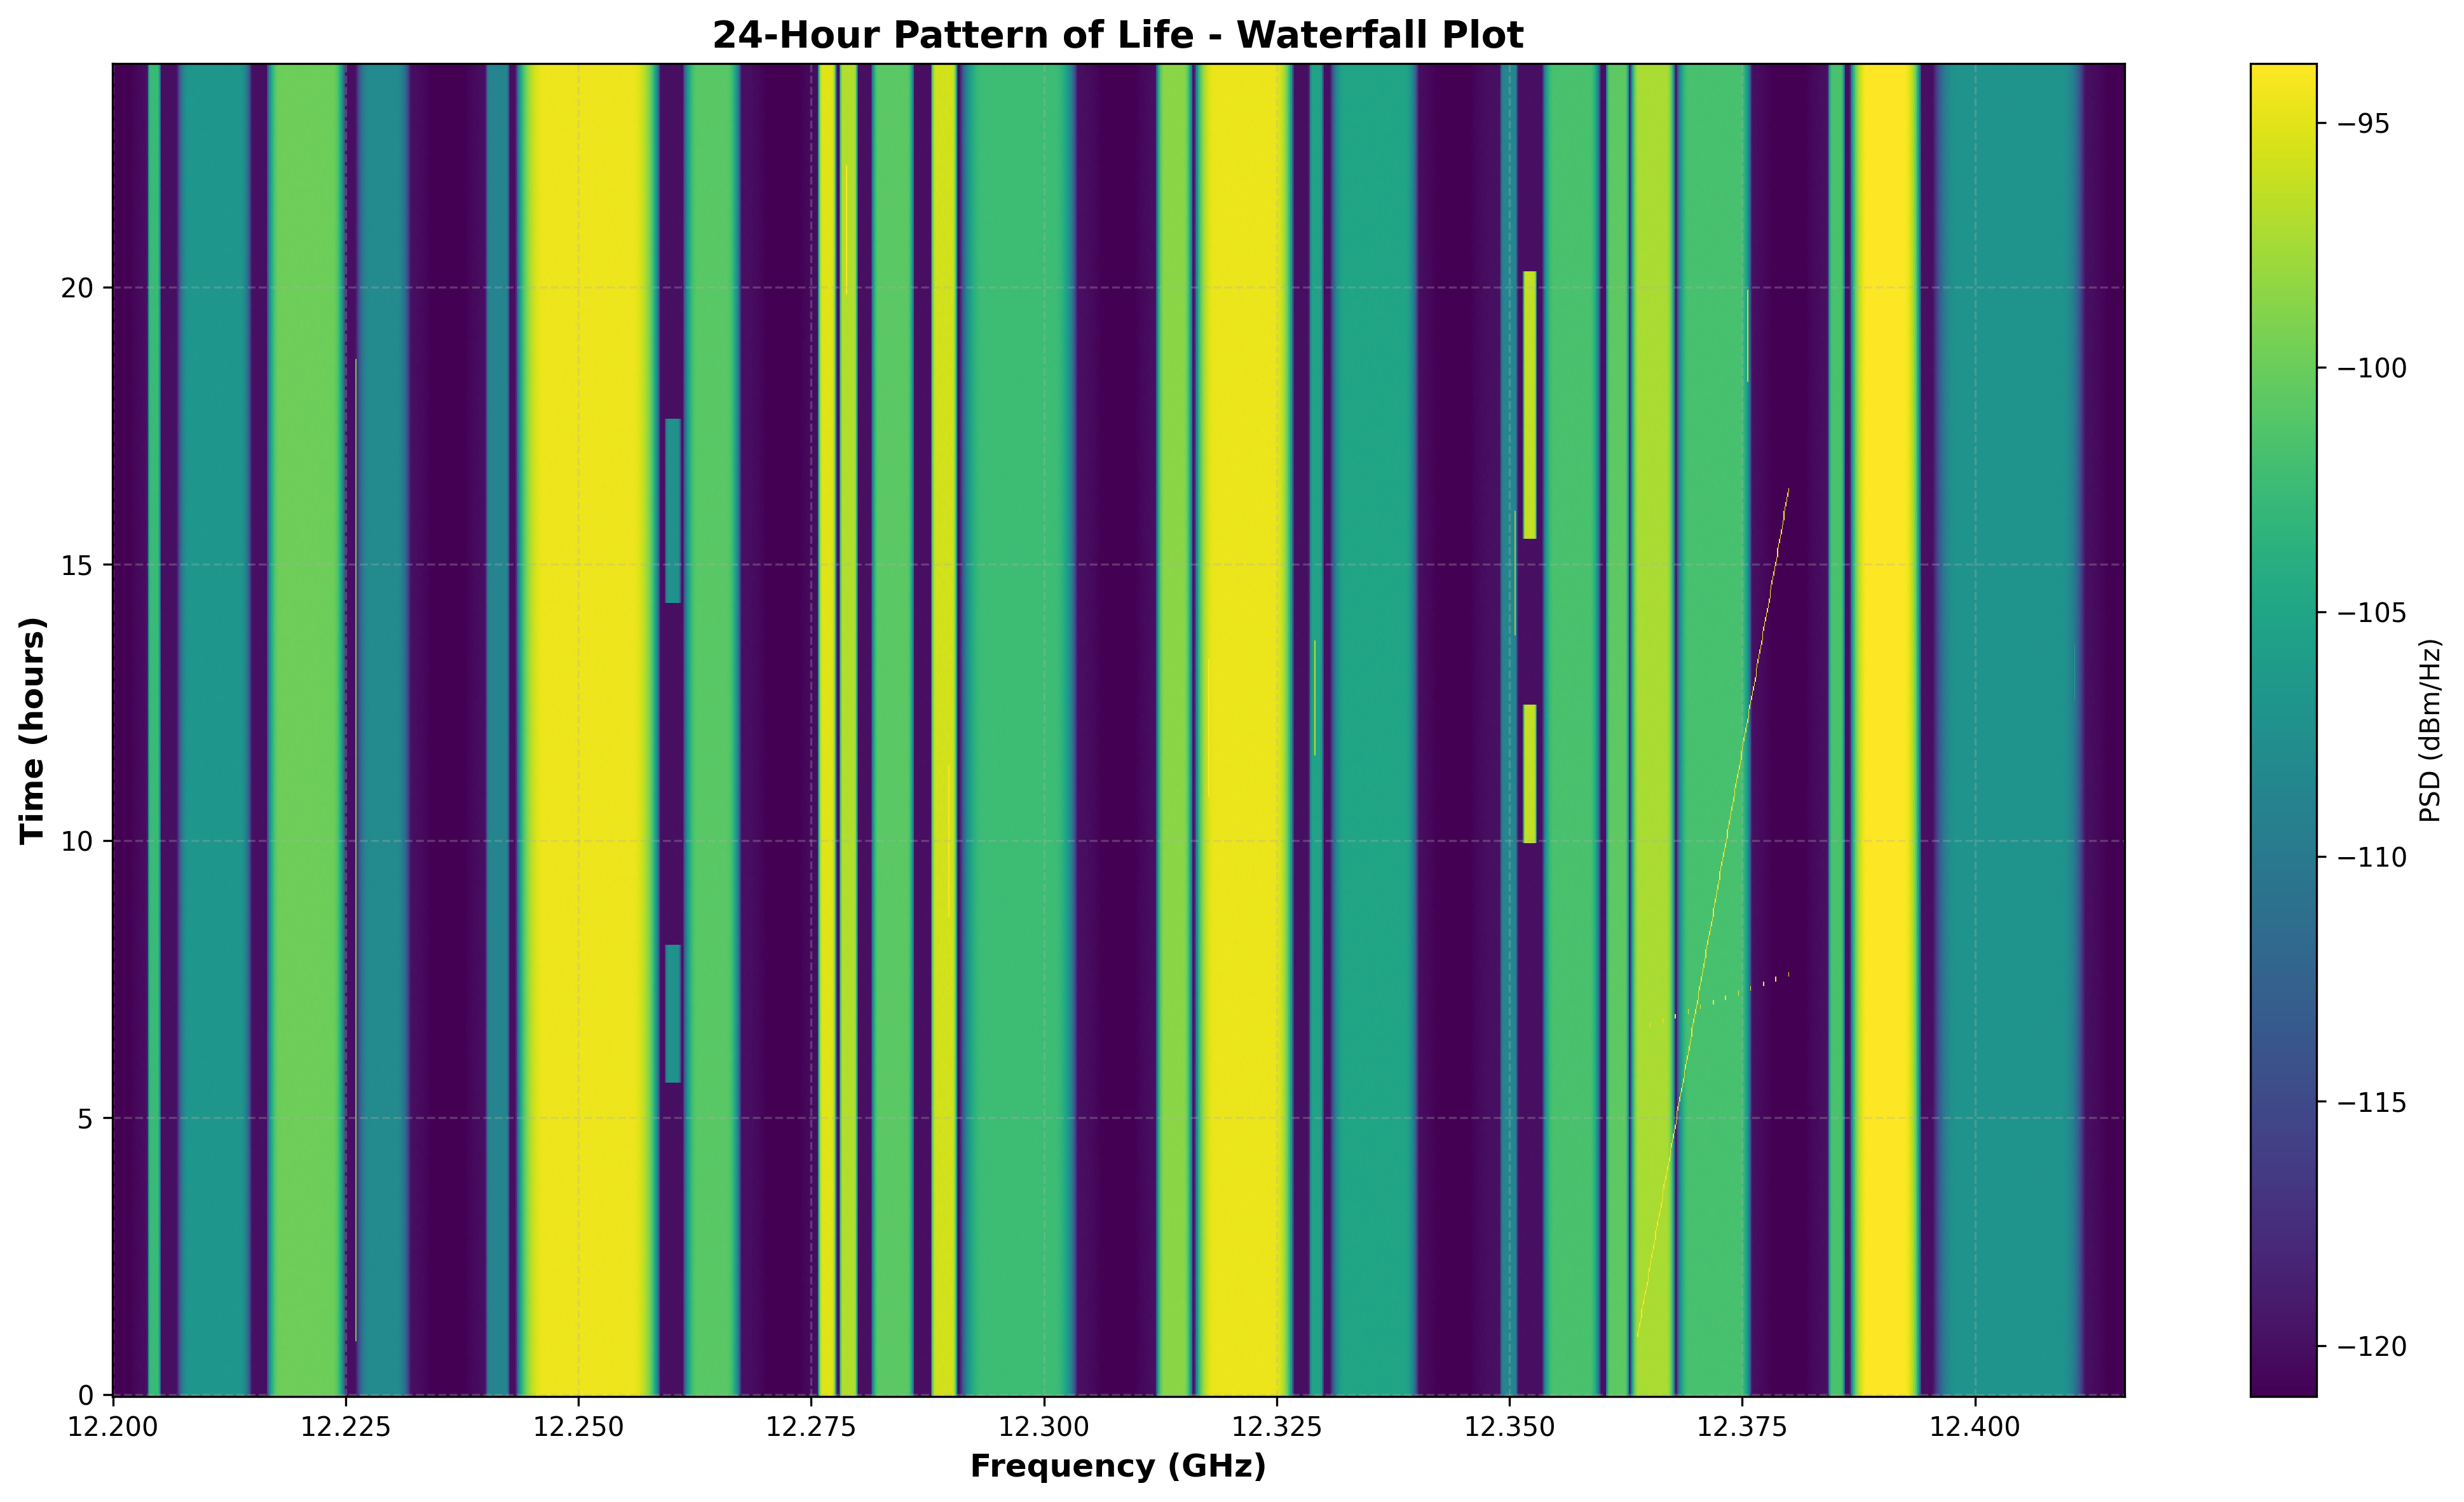 24-Hour Pattern of Life - Waterfall Plot
Time (hours)
20
15
10
5
0
12.200 12.225 12.250 12.275 12.300 12.325 12.350 12.375 12.400
Frequency (GHz)
−95
−100
−105
−110
−115
−120
PSD (dBm/Hz)